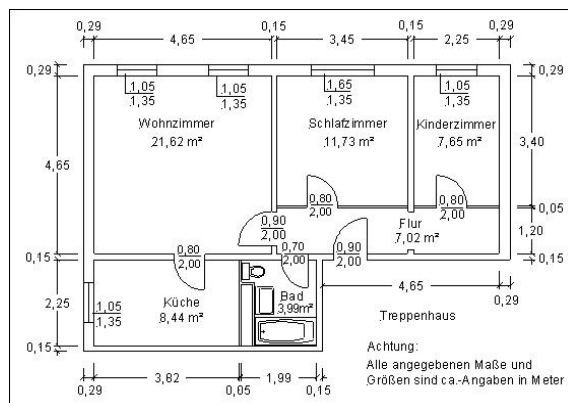 0,29 0,15 0,15 0,29
4,65 3,45 2,25
0,29 0,29
1,05 1,05 1,65 1,05
1,35 1,35 1,35 1,35
Wohnzimmer Schlafzimmer Kinderzimmer
21,62 m² 11,73 m² 7,65 m²
3,40
4,65
0,80 0,80
2,00 2,00
0,05
0,90 Flur
2,00 7,02 m²
1,20
0,80 0,70 0,90
2,00 2,00 2,00
0,15 0,15
4,65 0,29
2,25
1,05 Küche Bad
1,35 8,44 m² 3,99m²
Treppenhaus
0,15
3,82 1,99
0,29 0,05 0,15
Achtung:
Alle angegebenen Maße und
Größen sind ca.-Angaben in Meter